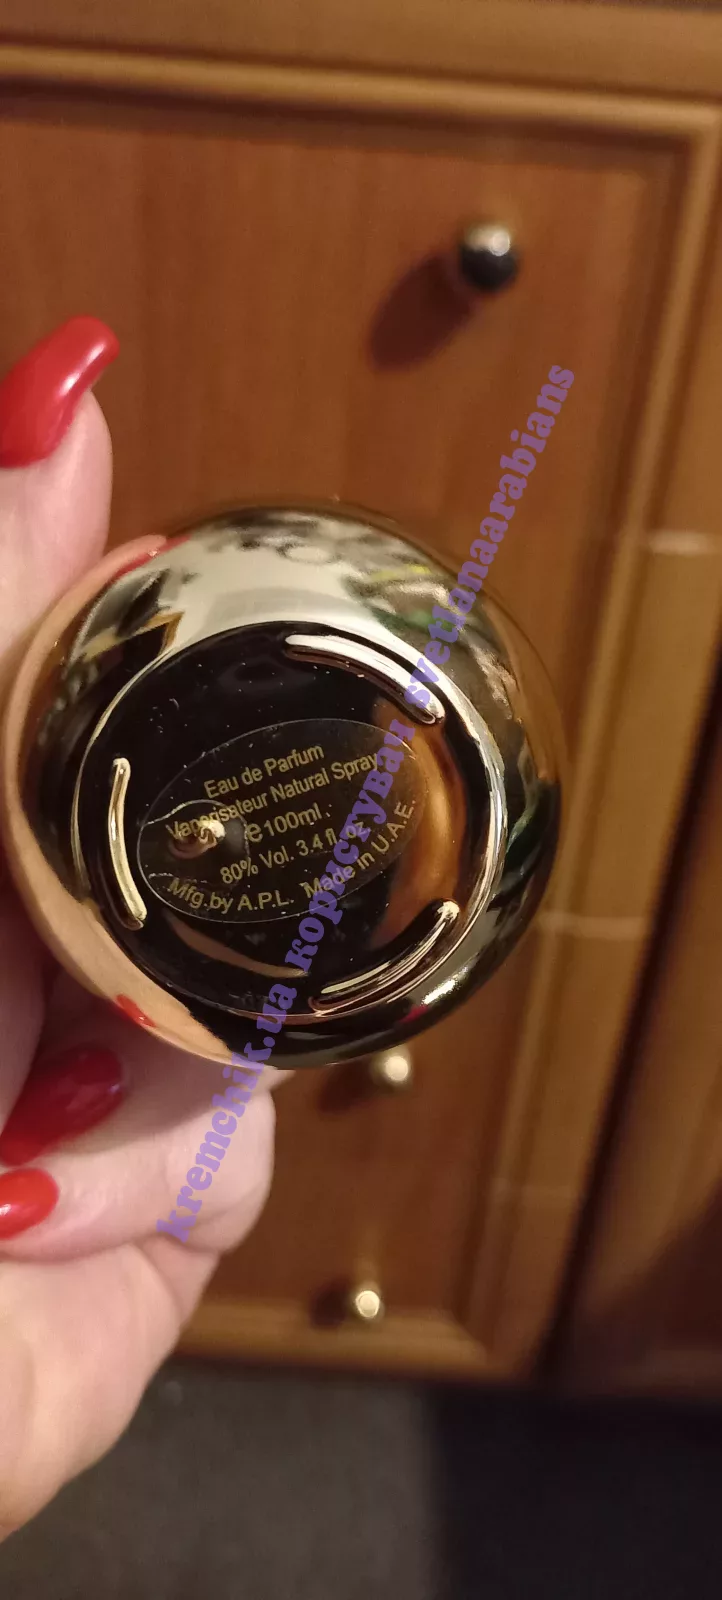 Eau de Parfum
Vaporisateur Natural Spray
e 100ml.
80% Vol. 3.4 fl. oz
Mfg.by A.P.L. Made in U.A.E.
kremchik.ua користувач svetlanaarabians